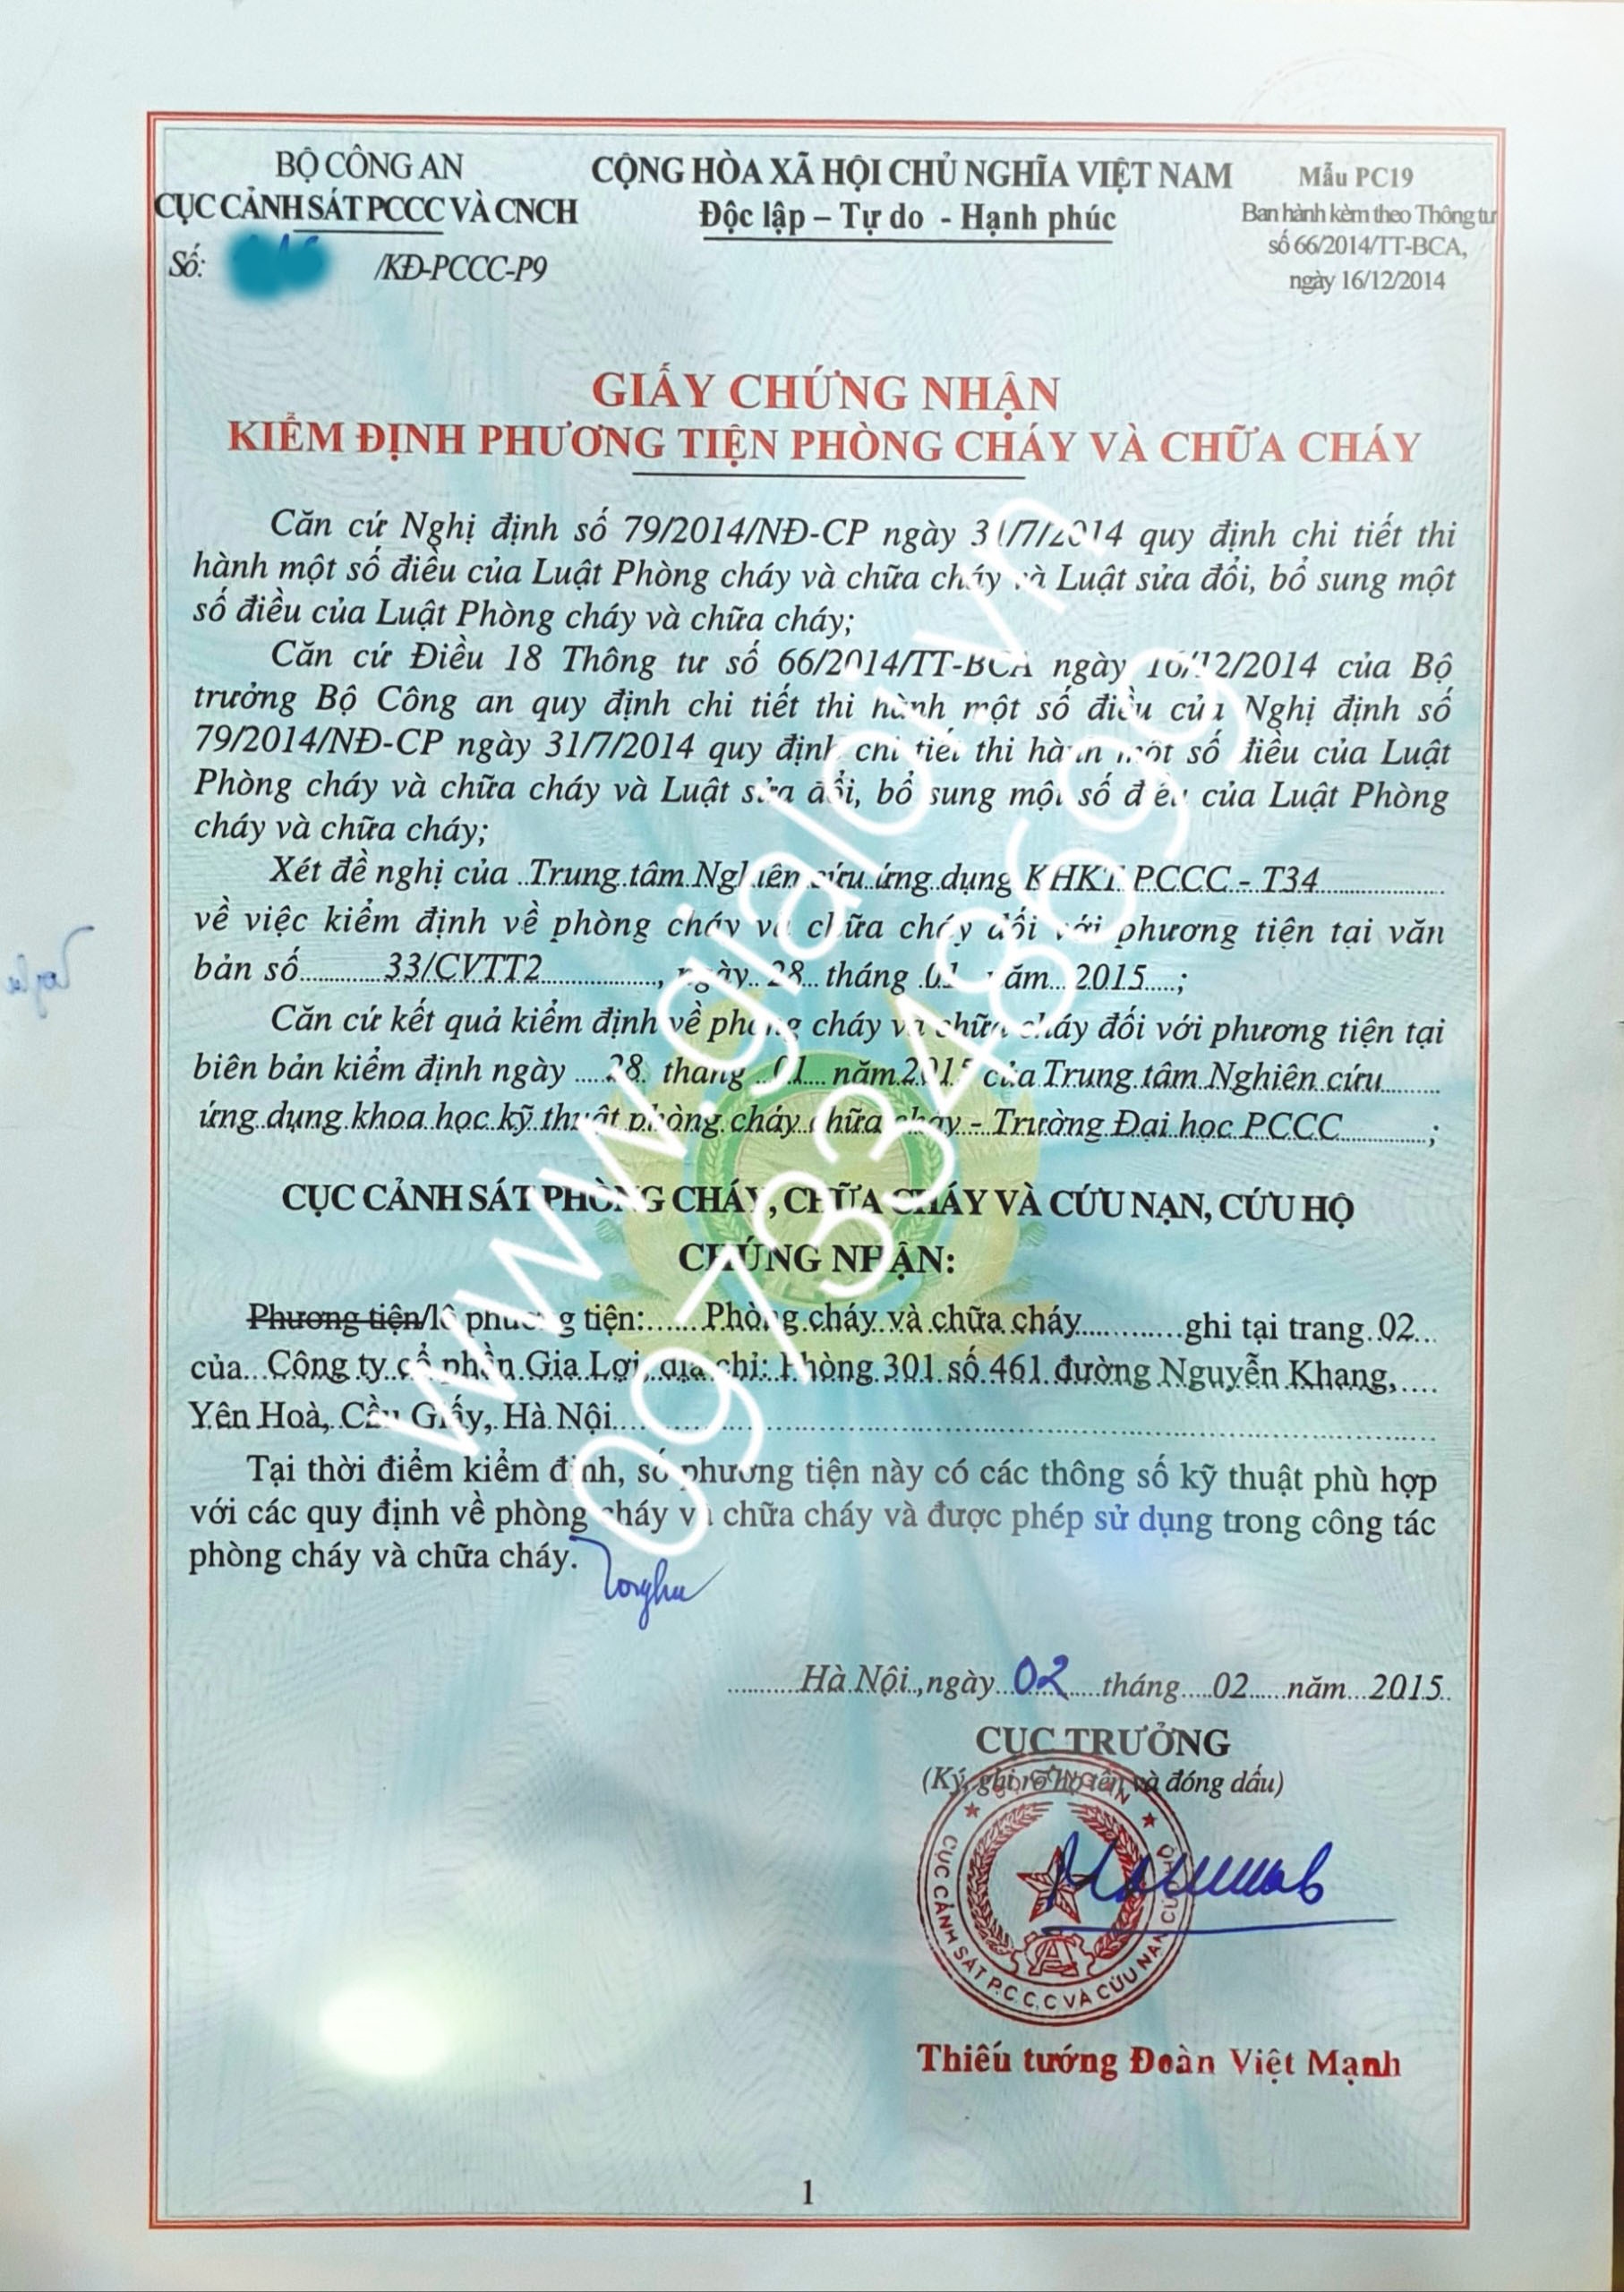 BỘ CÔNG AN
CỤC CẢNH SÁT PCCC VÀ CNCH
Số: /KĐ-PCCC-P9
CỘNG HÒA XÃ HỘI CHỦ NGHĨA VIỆT NAM
Độc lập – Tự do - Hạnh phúc
Mẫu PC19
Ban hành kèm theo Thông tư
số 66/2014/TT-BCA,
ngày 16/12/2014
GIẤY CHỨNG NHẬN
KIỂM ĐỊNH PHƯƠNG TIỆN PHÒNG CHÁY VÀ CHỮA CHÁY
Căn cứ Nghị định số 79/2014/NĐ-CP ngày 31/7/2014 quy định chi tiết thi
hành một số điều của Luật Phòng cháy và chữa cháy và Luật sửa đổi, bổ sung một
số điều của Luật Phòng cháy và chữa cháy;
Căn cứ Điều 18 Thông tư số 66/2014/TT-BCA ngày 16/12/2014 của Bộ
trưởng Bộ Công an quy định chi tiết thi hành một số điều của Nghị định số
79/2014/NĐ-CP ngày 31/7/2014 quy định chi tiết thi hành một số điều của Luật
Phòng cháy và chữa cháy và Luật sửa đổi, bổ sung một số điều của Luật Phòng
cháy và chữa cháy;
Xét đề nghị của Trung tâm Nghiên cứu ứng dụng KHKT PCCC - T34
về việc kiểm định về phòng cháy và chữa cháy đối với phương tiện tại văn
bản số 33/CVTT2, ngày 28 tháng 01 năm 2015;
Căn cứ kết quả kiểm định về phòng cháy và chữa cháy đối với phương tiện tại
biên bản kiểm định ngày 28 tháng 01 năm 2015 của Trung tâm Nghiên cứu
ứng dụng khoa học kỹ thuật phòng cháy chữa cháy - Trường Đại học PCCC;
CỤC CẢNH SÁT PHÒNG CHÁY, CHỮA CHÁY VÀ CỨU NẠN, CỨU HỘ
CHỨNG NHẬN:
Phương tiện/lô phương tiện: Phòng cháy và chữa cháy ghi tại trang 02
của Công ty cổ phần Gia Lợi, địa chỉ: Phòng 301 số 461 đường Nguyễn Khang,
Yên Hoà, Cầu Giấy, Hà Nội
Tại thời điểm kiểm định, số phương tiện này có các thông số kỹ thuật phù hợp
với các quy định về phòng cháy và chữa cháy và được phép sử dụng trong công tác
phòng cháy và chữa cháy.
www.gialoi.vn
0973348699
Hà Nội, ngày 02 tháng 02 năm 2015
CỤC TRƯỞNG
(Ký, ghi rõ họ tên và đóng dấu)
BỘ CÔNG AN
CỤC CẢNH SÁT P.C.C.C VÀ CỨU NẠN
Thiếu tướng Đoàn Việt Mạnh
1